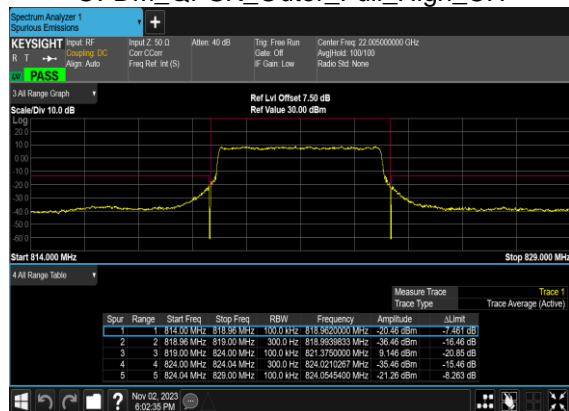 Spectrum Analyzer 1
Spurious Emissions
KEYSIGHT
R T
LXI PASS
Input: RF
Coupling: DC
Align: Auto
Input Z: 50 Ω
Corr CCorr
Freq Ref: Int (S)
Atten: 40 dB
Trig: Free Run
Gate: Off
IF Gain: Low
Center Freq: 22.005000000 GHz
Avg|Hold: 100/100
Radio Std: None
3 All Range Graph
Scale/Div 10.0 dB
Ref Lvl Offset 7.50 dB
Ref Value 30.00 dBm
Log
20.0
10.0
0.00
-10.0
-20.0
-30.0
-40.0
-50.0
-60.0
Start 814.000 MHz
Stop 829.000 MHz
4 All Range Table
Measure Trace Trace 1
Trace Type Trace Average (Active)
Spur Range Start Freq Stop Freq RBW Frequency Amplitude ΔLimit
1 1 814.00 MHz 818.96 MHz 100.0 kHz 818.9620000 MHz -20.46 dBm -7.461 dB
2 2 818.96 MHz 819.00 MHz 300.0 Hz 818.9939833 MHz -36.46 dBm -16.46 dB
3 3 819.00 MHz 824.00 MHz 100.0 kHz 821.3750000 MHz 9.146 dBm -20.85 dB
4 4 824.00 MHz 824.04 MHz 300.0 Hz 824.0210267 MHz -35.46 dBm -15.46 dB
5 5 824.04 MHz 829.00 MHz 100.0 kHz 824.0545400 MHz -21.26 dBm -8.263 dB
?
Nov 02, 2023
6:02:35 PM